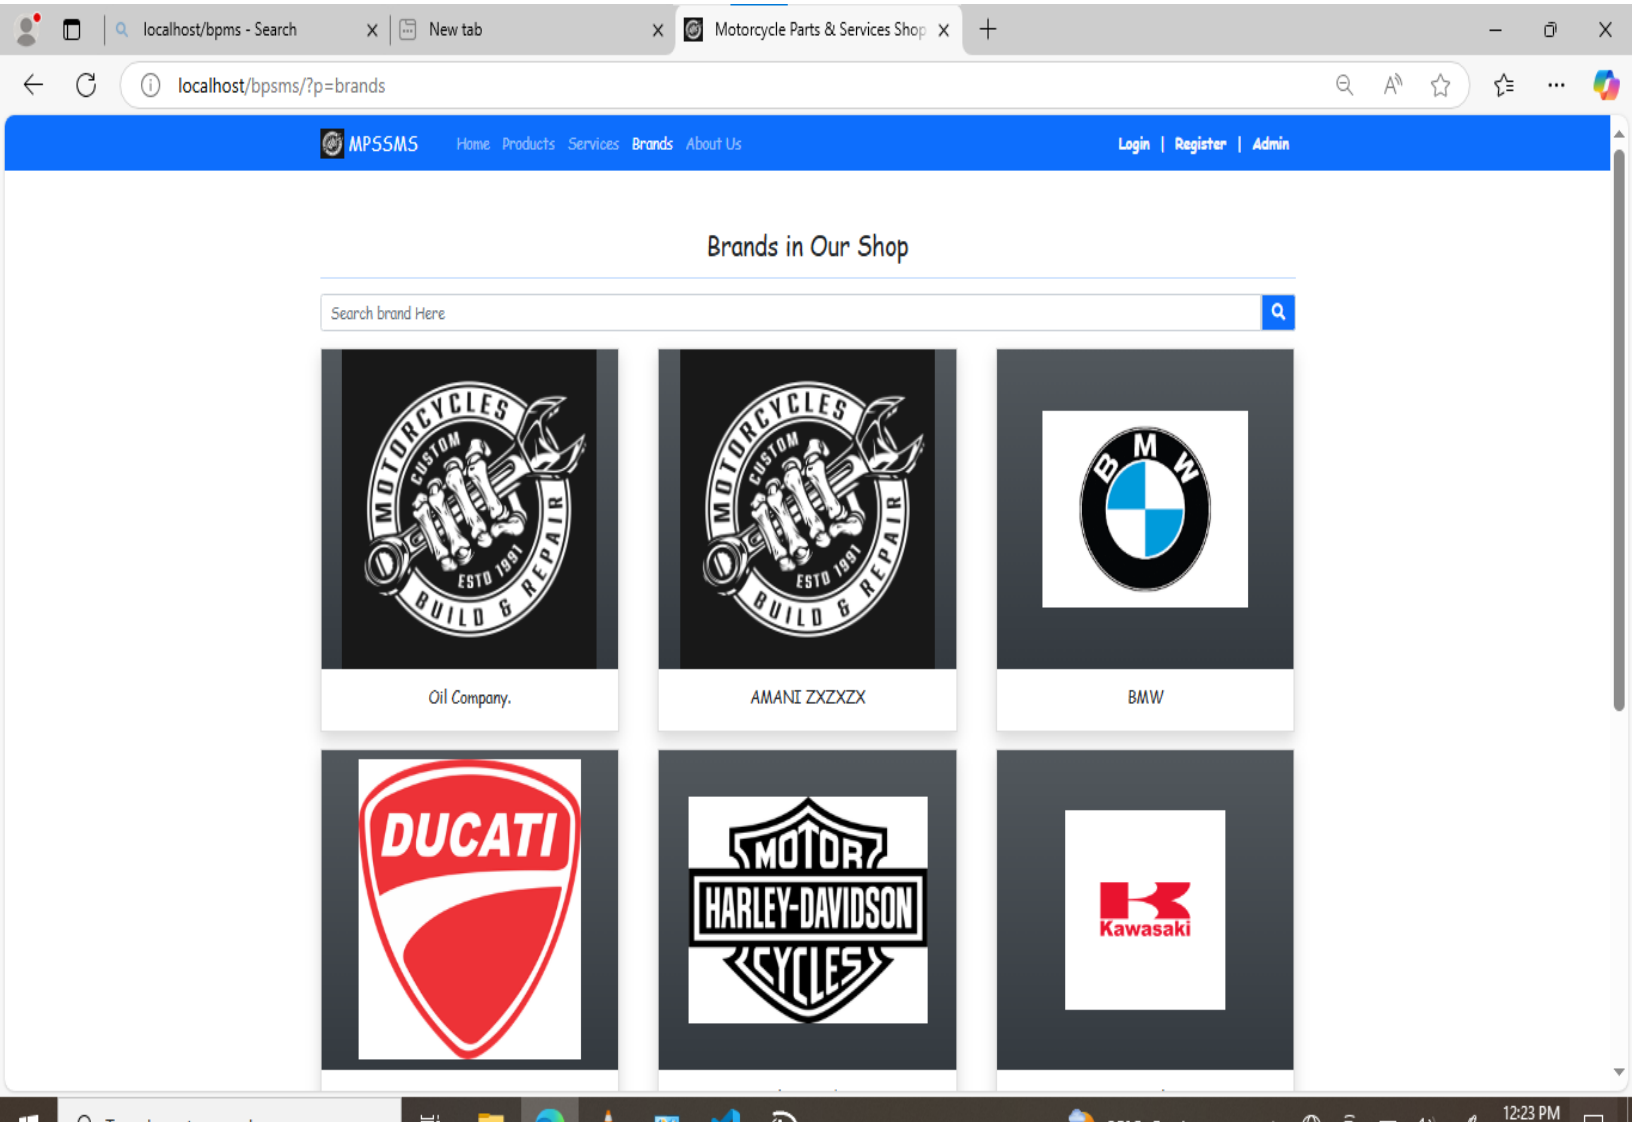 localhost/bpms - Search
New tab
Motorcycle Parts & Services Shop
localhost/bpsms/?p=brands
MPSSMS Home Products Services Brands About Us Login | Register | Admin
Brands in Our Shop
Search brand Here
MOTORCYCLES
CUSTOM
ESTD 1991
BUILD & REPAIR
MOTORCYCLES
CUSTOM
ESTD 1991
BUILD & REPAIR
BMW
Oil Company.
AMANI ZXZXZX
BMW
DUCATI
MOTOR
HARLEY-DAVIDSON
CYCLES
Kawasaki
12:23 PM